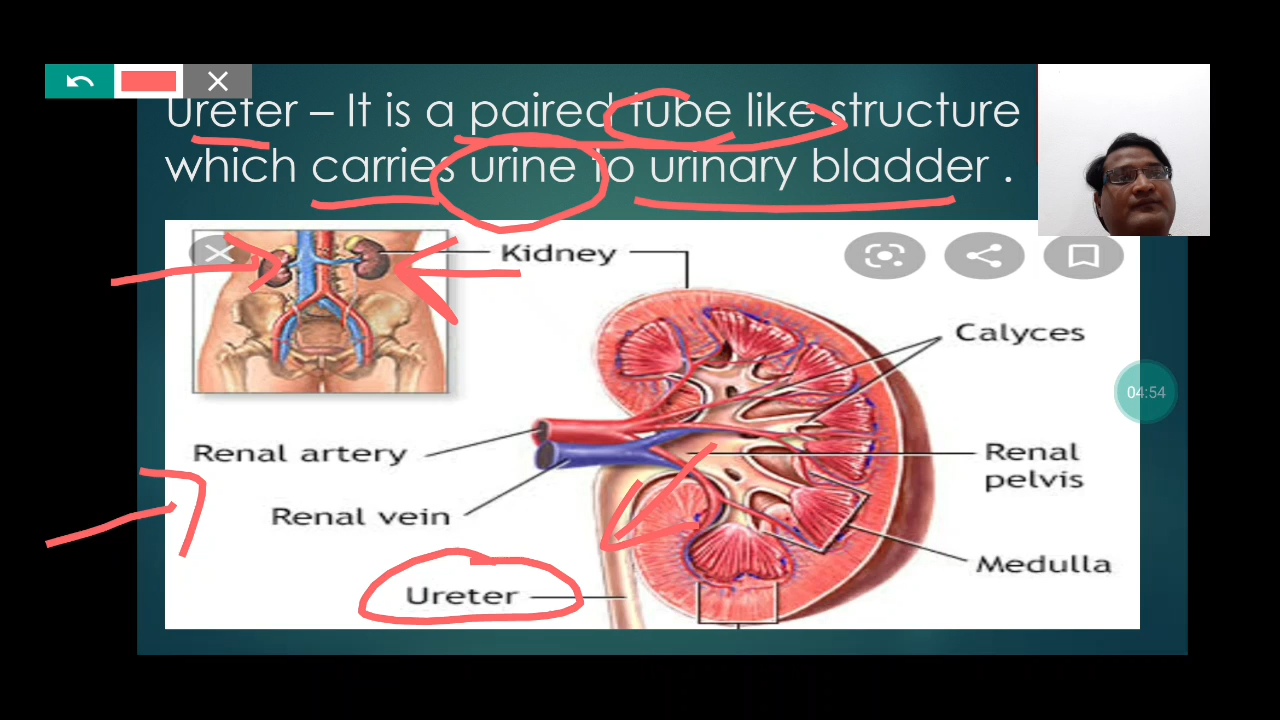 Ureter – It is a paired tube like structure
which carries urine to urinary bladder .
Kidney
Calyces
04:54
Renal artery
Renal
pelvis
Renal vein
Medulla
Ureter